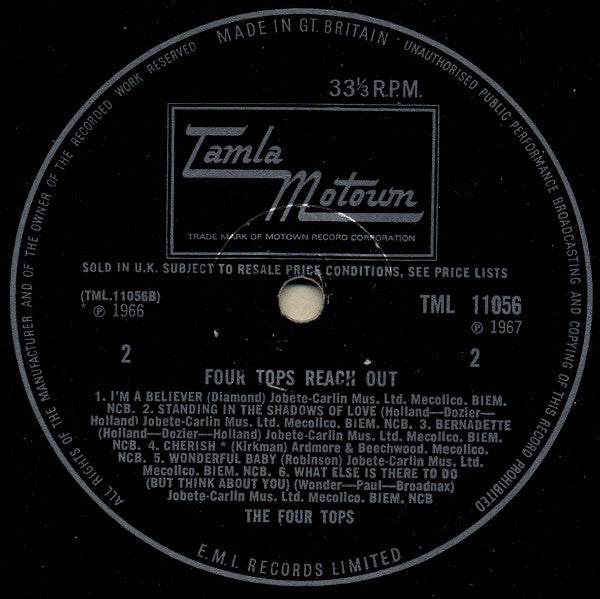 MADE IN GT. BRITAIN · UNAUTHORISED PUBLIC PERFORMANCE BROADCASTING AND COPYING OF THIS RECORD PROHIBITED
ALL RIGHTS OF THE MANUFACTURER AND OF THE OWNER OF THE RECORDED WORK RESERVED
33⅓ R.P.M.
Tamla
Motown
TRADE MARK OF MOTOWN RECORD CORPORATION
SOLD IN U.K. SUBJECT TO RESALE PRICE CONDITIONS, SEE PRICE LISTS
(TML.11056B) TML 11056
* ℗ 1966 ℗ 1967
2 2
FOUR TOPS REACH OUT
1. I'M A BELIEVER (Diamond) Jobete-Carlin Mus. Ltd. Mecolico. BIEM.
NCB. 2. STANDING IN THE SHADOWS OF LOVE (Holland—Dozier—
Holland) Jobete-Carlin Mus. Ltd. Mecolico. BIEM. NCB. 3. BERNADETTE
(Holland—Dozier—Holland) Jobete-Carlin Mus. Ltd. Mecolico. BIEM.
NCB. 4. CHERISH * (Kirkman) Ardmore & Beechwood. Mecolico.
NCB. 5. WONDERFUL BABY (Robinson) Jobete-Carlin Mus. Ltd.
Mecolico. BIEM. NCB. 6. WHAT ELSE IS THERE TO DO
(BUT THINK ABOUT YOU) (Wonder—Paul—Broadnax)
Jobete-Carlin Mus. Ltd. Mecolico. BIEM. NCB
THE FOUR TOPS
E.M.I. RECORDS LIMITED